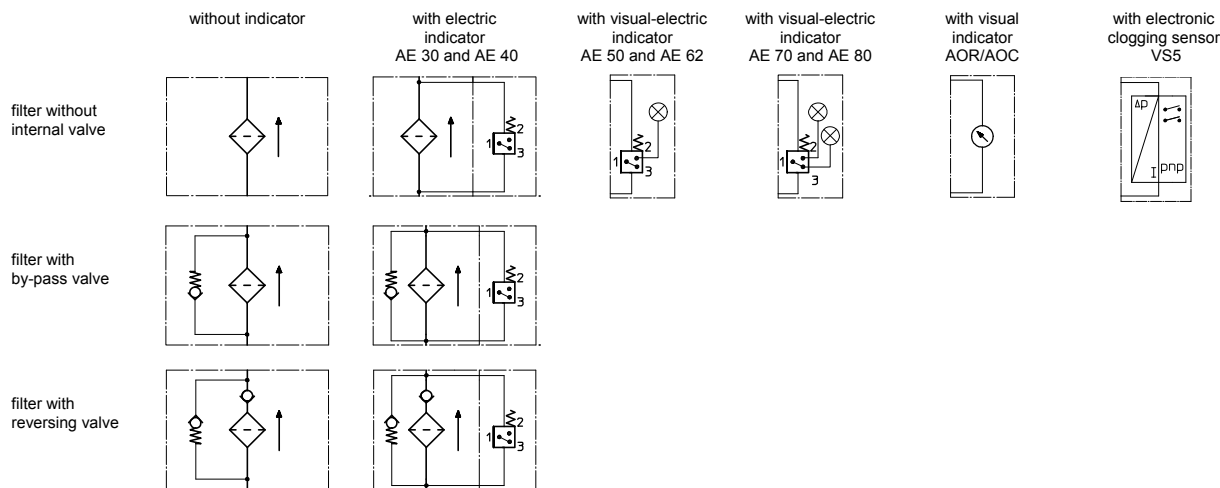 without indicator
with electric
indicator
AE 30 and AE 40
with visual-electric
indicator
AE 50 and AE 62
with visual-electric
indicator
AE 70 and AE 80
with visual
indicator
AOR/AOC
with electronic
clogging sensor
VS5
filter without
internal valve
1
2
3
1
2
3
1
2
3
Δp
I
pnp
filter with
by-pass valve
1
2
3
filter with
reversing valve
1
2
3